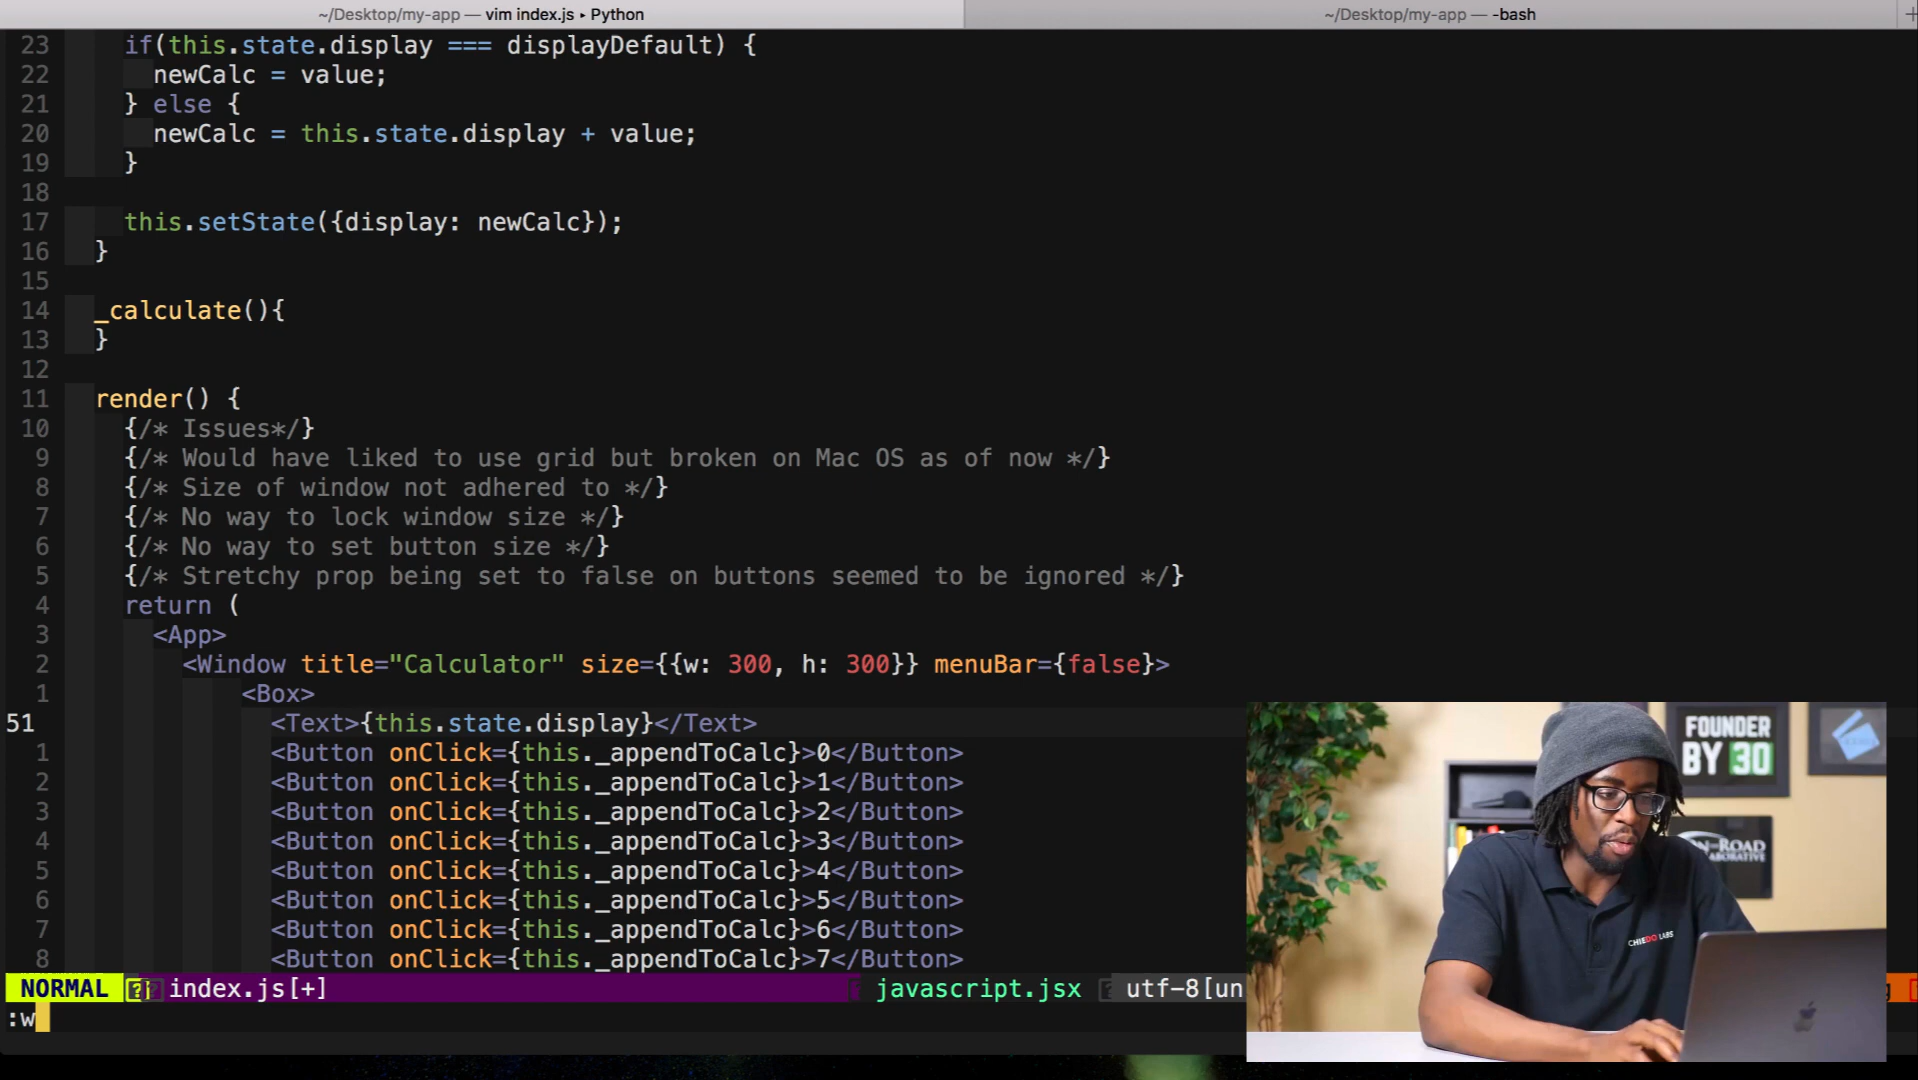 ~/Desktop/my-app — vim index.js ▸ Python
~/Desktop/my-app — -bash
23 if(this.state.display === displayDefault) {
22 newCalc = value;
21 } else {
20 newCalc = this.state.display + value;
19 }
18
17 this.setState({display: newCalc});
16 }
15
14 _calculate(){
13 }
12
11 render() {
10 {/* Issues*/}
9 {/* Would have liked to use grid but broken on Mac OS as of now */}
8 {/* Size of window not adhered to */}
7 {/* No way to lock window size */}
6 {/* No way to set button size */}
5 {/* Stretchy prop being set to false on buttons seemed to be ignored */}
4 return (
3 <App>
2 <Window title="Calculator" size={{w: 300, h: 300}} menuBar={false}>
1 <Box>
51 <Text>{this.state.display}</Text>
1 <Button onClick={this._appendToCalc}>0</Button>
2 <Button onClick={this._appendToCalc}>1</Button>
3 <Button onClick={this._appendToCalc}>2</Button>
4 <Button onClick={this._appendToCalc}>3</Button>
5 <Button onClick={this._appendToCalc}>4</Button>
6 <Button onClick={this._appendToCalc}>5</Button>
7 <Button onClick={this._appendToCalc}>6</Button>
8 <Button onClick={this._appendToCalc}>7</Button>
NORMAL index.js[+] javascript.jsx utf-8[un
:w
FOUNDER
BY 30
CHIEDO LABS